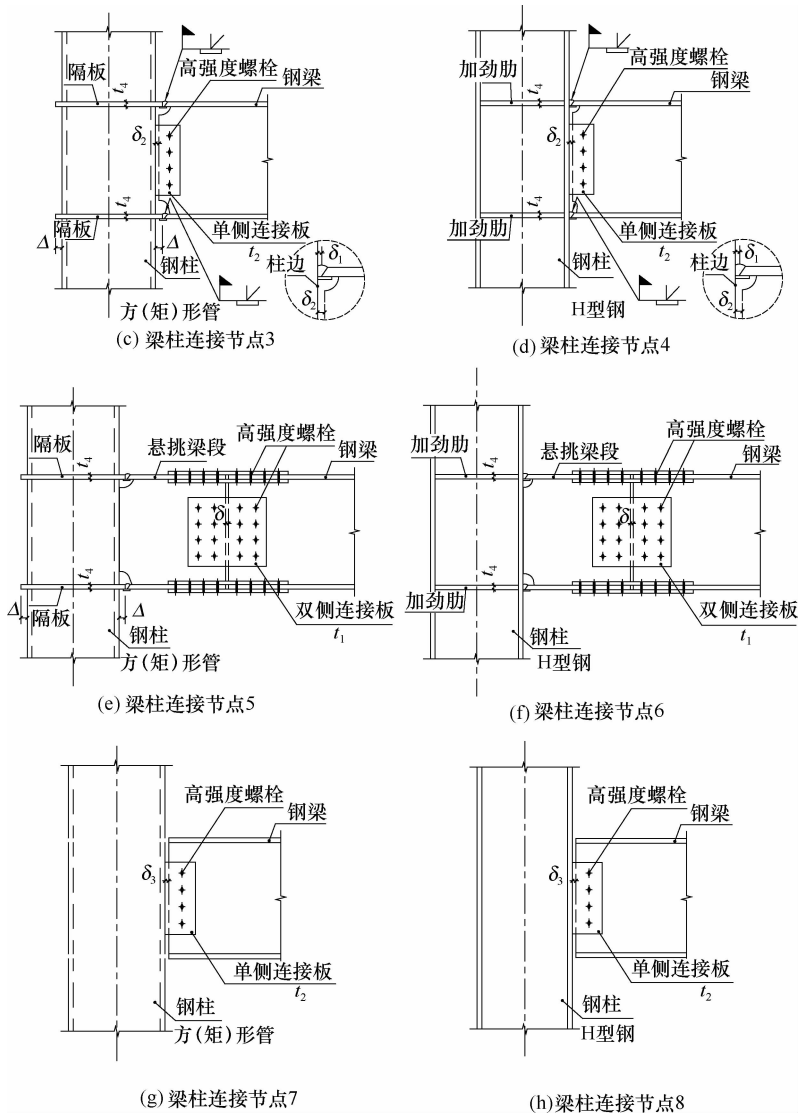 隔板
t₄
高强度螺栓
钢梁
δ₂
t₄
隔板
Δ
Δ
单侧连接板
t₂
钢柱
柱边
δ₁
δ₂
方(矩)形管
(c) 梁柱连接节点3
加劲肋
t₄
高强度螺栓
钢梁
δ₂
t₄
加劲肋
单侧连接板
t₂
钢柱
柱边
δ₁
δ₂
H型钢
(d) 梁柱连接节点4
隔板
t₄
悬挑梁段
高强度螺栓
钢梁
δ
t₄
Δ
隔板
Δ
双侧连接板
t₁
钢柱
方(矩)形管
(e) 梁柱连接节点5
加劲肋
t₄
悬挑梁段
高强度螺栓
钢梁
δ
t₄
加劲肋
双侧连接板
t₁
钢柱
H型钢
(f) 梁柱连接节点6
高强度螺栓
钢梁
δ₃
单侧连接板
t₂
钢柱
方(矩)形管
(g) 梁柱连接节点7
高强度螺栓
钢梁
δ₃
单侧连接板
t₂
钢柱
H型钢
(h)梁柱连接节点8